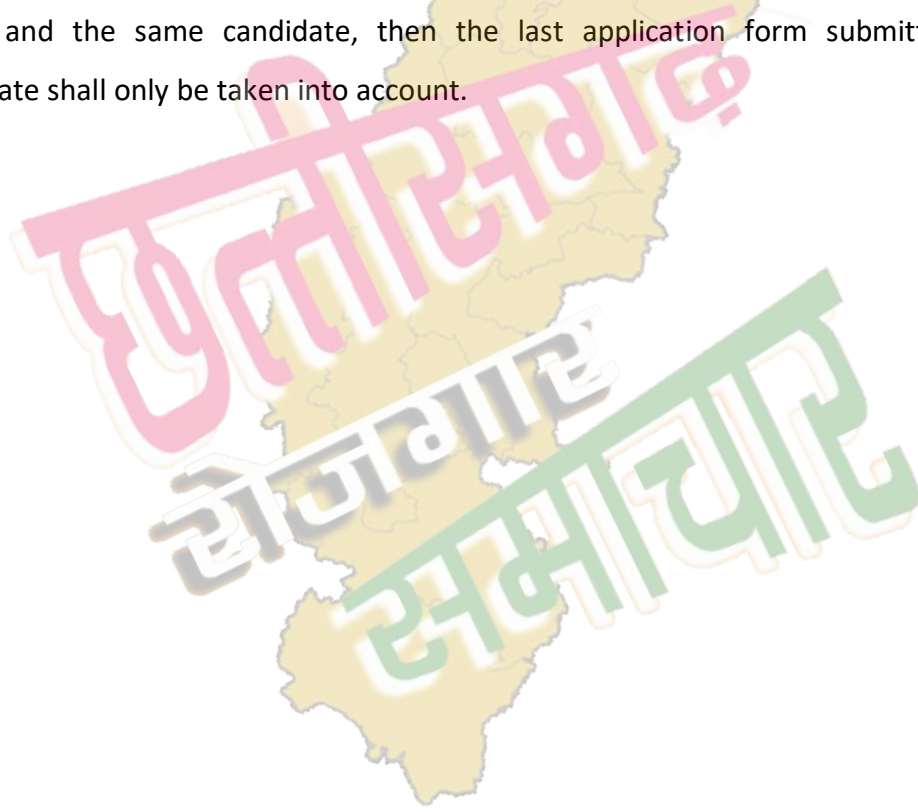 and the same candidate, then the last application form submitt
ate shall only be taken into account.
छत्तीसगढ़
रोजगार
समाचार